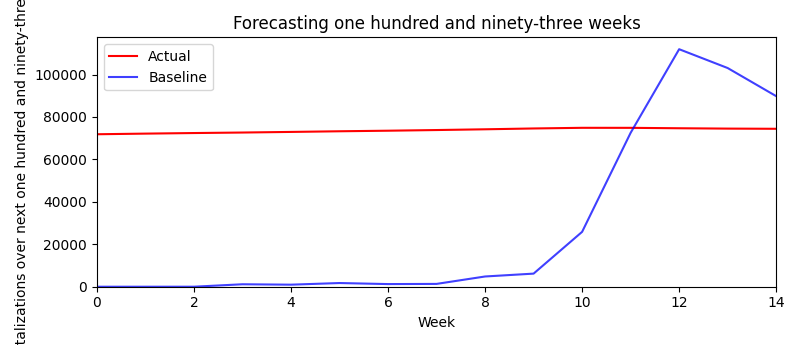 Forecasting one hundred and ninety-three weeks
Actual
Baseline
talizations over next one hundred and ninety-three
100000
80000
60000
40000
20000
0
0 2 4 6 8 10 12 14
Week